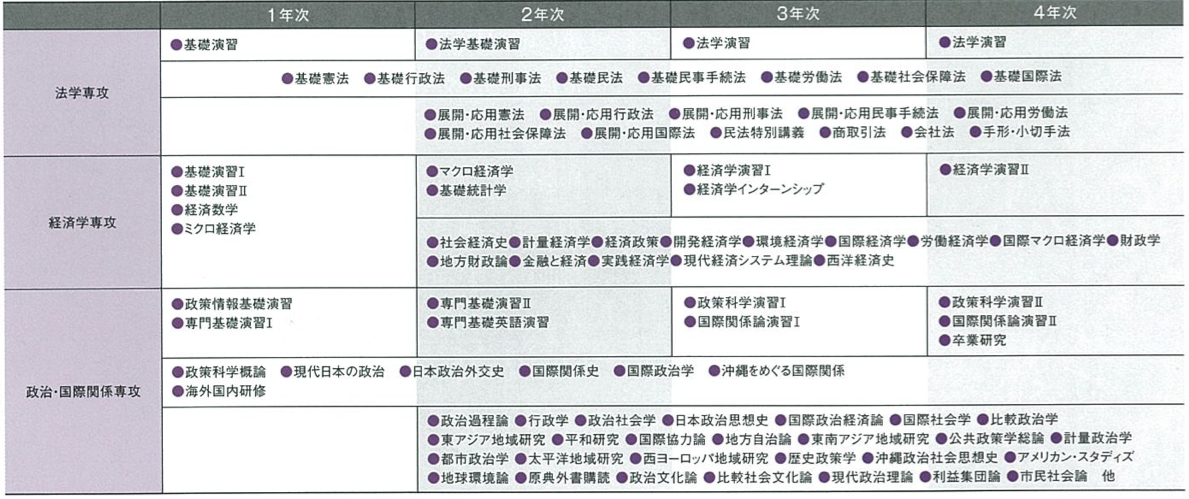 1年次 2年次 3年次 4年次
法学専攻
●基礎演習 ●法学基礎演習 ●法学演習 ●法学演習
●基礎憲法 ●基礎行政法 ●基礎刑事法 ●基礎民法 ●基礎民事手続法 ●基礎労働法 ●基礎社会保障法 ●基礎国際法
●展開・応用憲法 ●展開・応用行政法 ●展開・応用刑事法 ●展開・応用民事手続法 ●展開・応用労働法
●展開・応用社会保障法 ●展開・応用国際法 ●民法特別講義 ●商取引法 ●会社法 ●手形・小切手法
経済学専攻
●基礎演習Ⅰ ●マクロ経済学 ●経済学演習Ⅰ ●経済学演習Ⅱ
●基礎演習Ⅱ ●基礎統計学 ●経済学インターンシップ
●経済数学
●ミクロ経済学
●社会経済史●計量経済学●経済政策●開発経済学●環境経済学●国際経済学●労働経済学●国際マクロ経済学●財政学
●地方財政論●金融と経済●実践経済学●現代経済システム理論●西洋経済史
政治・国際関係専攻
●政策情報基礎演習 ●専門基礎演習Ⅱ ●政策科学演習Ⅰ ●政策科学演習Ⅱ
●専門基礎演習Ⅰ ●専門基礎英語演習 ●国際関係論演習Ⅰ ●国際関係論演習Ⅱ
●卒業研究
●政策科学概論 ●現代日本の政治 ●日本政治外交史 ●国際関係史 ●国際政治学 ●沖縄をめぐる国際関係
●海外国内研修
●政治過程論 ●行政学 ●政治社会学 ●日本政治思想史 ●国際政治経済論 ●国際社会学 ●比較政治学
●東アジア地域研究 ●平和研究 ●国際協力論 ●地方自治論 ●東南アジア地域研究 ●公共政策学総論 ●計量政治学
●都市政治学 ●太平洋地域研究 ●西ヨーロッパ地域研究 ●歴史政策学 ●沖縄政治社会思想史 ●アメリカン・スタディズ
●地球環境論 ●原典外書購読 ●政治文化論 ●比較社会文化論 ●現代政治理論 ●利益集団論 ●市民社会論 他